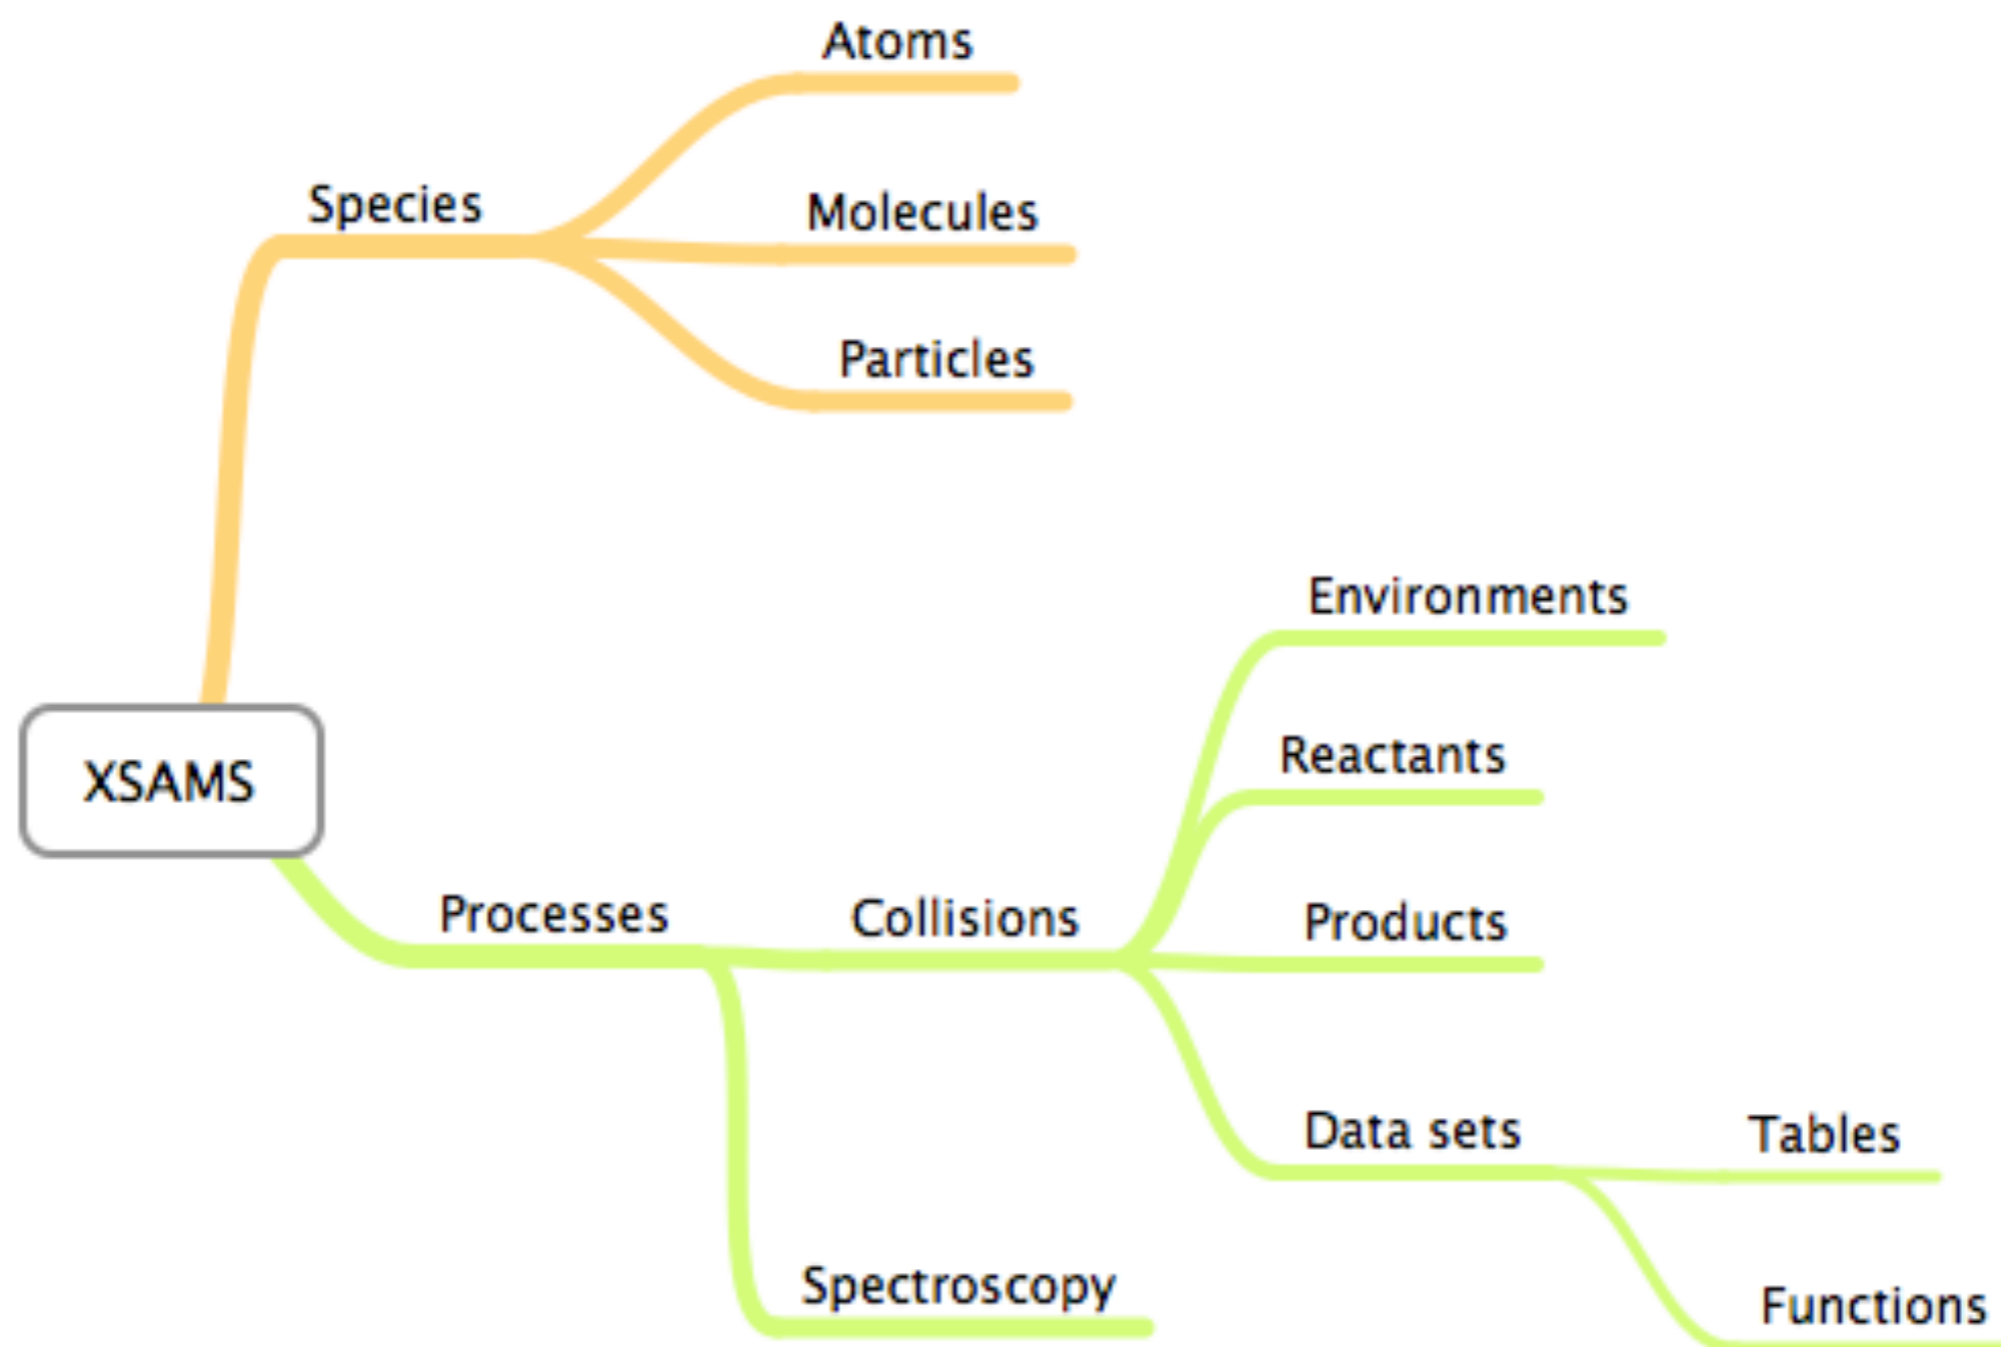 Atoms
Species
Molecules
Particles
Environments
Reactants
XSAMS
Processes
Collisions
Products
Data sets
Tables
Spectroscopy
Functions